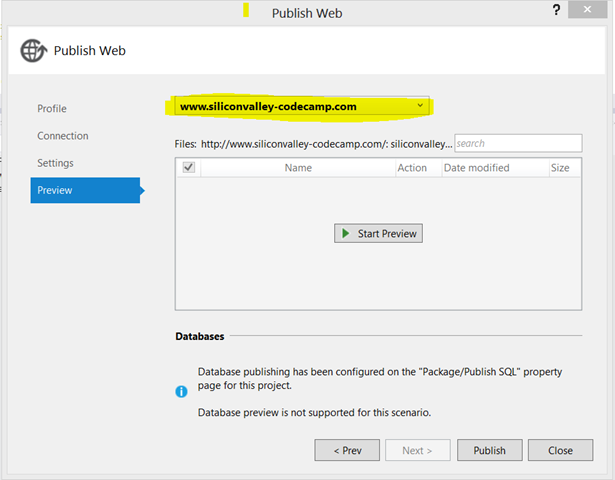 Publish Web
?
Publish Web
Profile
Connection
Settings
Preview
www.siliconvalley-codecamp.com
Files: http://www.siliconvalley-codecamp.com/: siliconvalley... search
Name Action Date modified Size
Start Preview
Databases
Database publishing has been configured on the "Package/Publish SQL" property
page for this project.
Database preview is not supported for this scenario.
< Prev Next > Publish Close